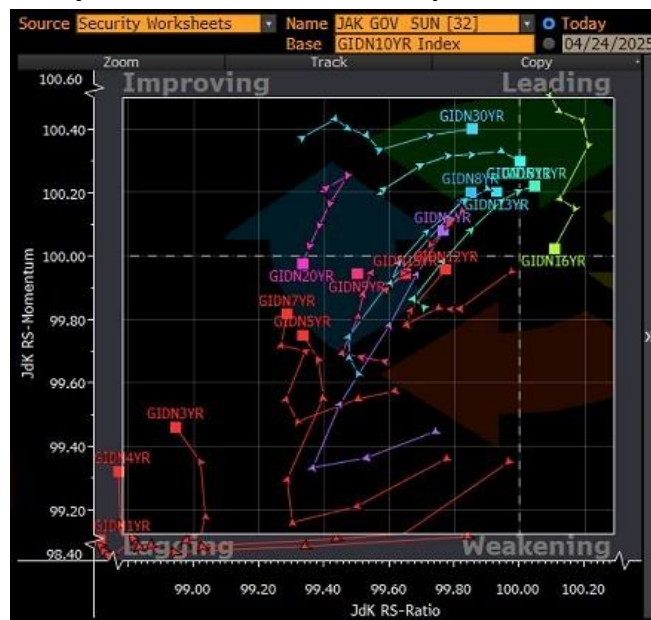 Source Security Worksheets Name JAK GOV SUN [32] Today
Base GIDN10YR Index 04/24/2025
Zoom Track Copy
Improving Leading
100.60
100.40
100.20
100.00
99.80
99.60
99.40
99.20
98.40
JdK RS-Momentum
GIDN30YR
GIDN8YR
GIDN13YR
GIDN16YR
GIDN20YR
GIDN9YR
GIDN12YR
GIDN7YR
GIDN5YR
GIDN3YR
GIDN4YR
GIDN1YR
Lagging Weakening
99.00 99.20 99.40 99.60 99.80 100.00 100.20
JdK RS-Ratio